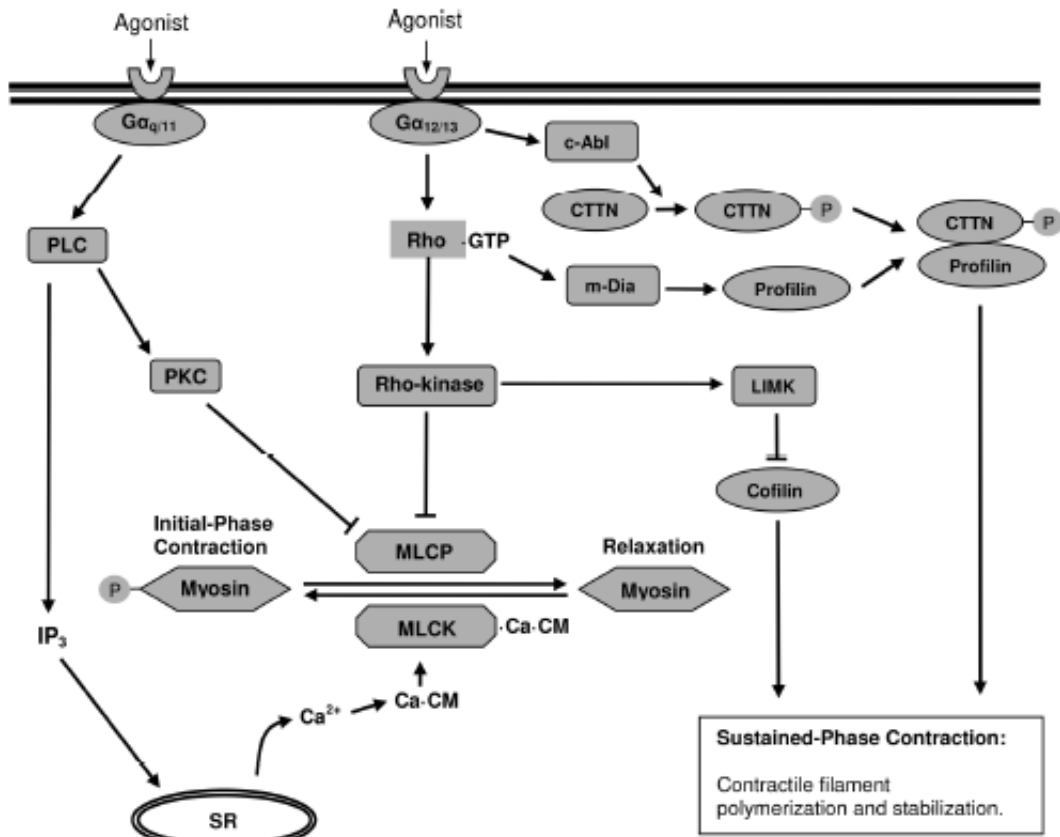 Agonist
Agonist
Gαq/11
Gα12/13
c-Abl
CTTN
CTTN
P
CTTN
P
Profilin
PLC
Rho
·GTP
m-Dia
Profilin
PKC
Rho-kinase
LIMK
Cofilin
Initial-Phase
Contraction
MLCP
Relaxation
P
Myosin
Myosin
MLCK
·Ca-CM
IP3
Ca2+
Ca-CM
SR
Sustained-Phase Contraction:
Contractile filament
polymerization and stabilization.